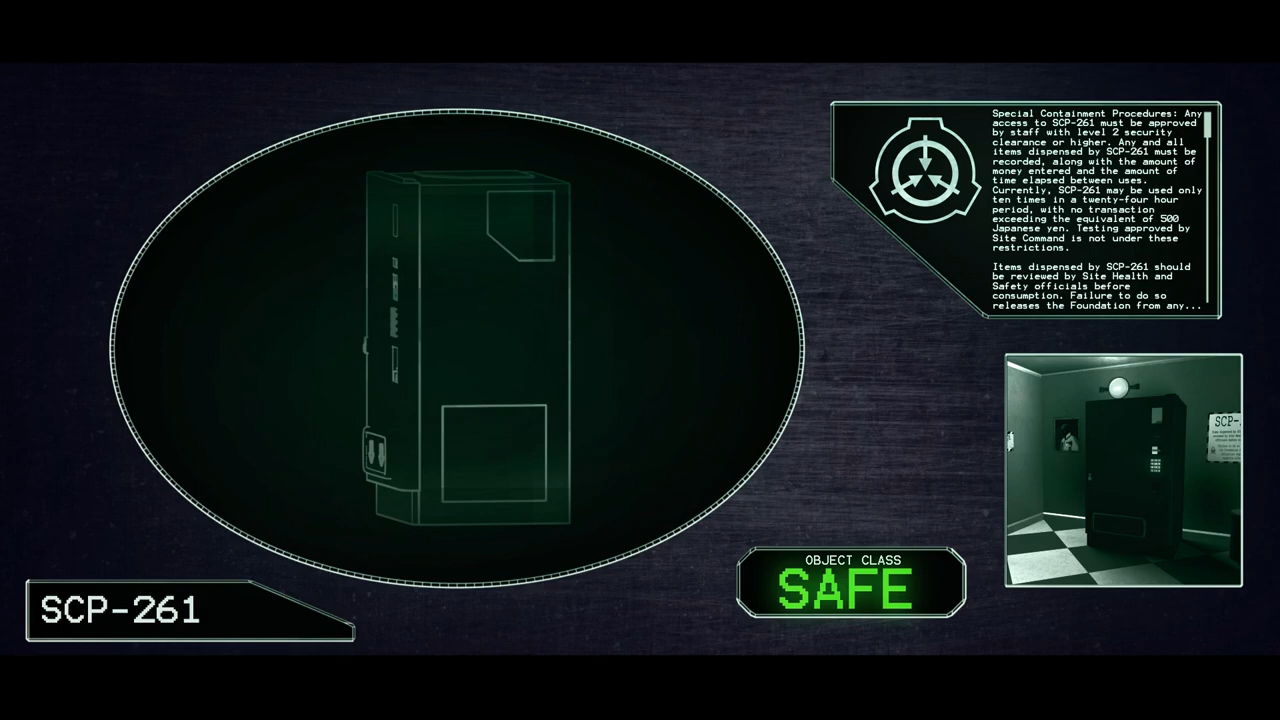 Special Containment Procedures: Any
access to SCP-261 must be approved
by staff with level 2 security
clearance or higher. Any and all
items dispensed by SCP-261 must be
recorded, along with the amount of
money entered and the amount of
time elapsed between uses.
Currently, SCP-261 may be used only
ten times in a twenty-four hour
period, with no transaction
exceeding the equivalent of 500
Japanese yen. Testing approved by
Site Command is not under these
restrictions.
Items dispensed by SCP-261 should
be reviewed by Site Health and
Safety officials before
consumption. Failure to do so
releases the Foundation from any...
SCP-
OBJECT CLASS
SAFE
SCP-261